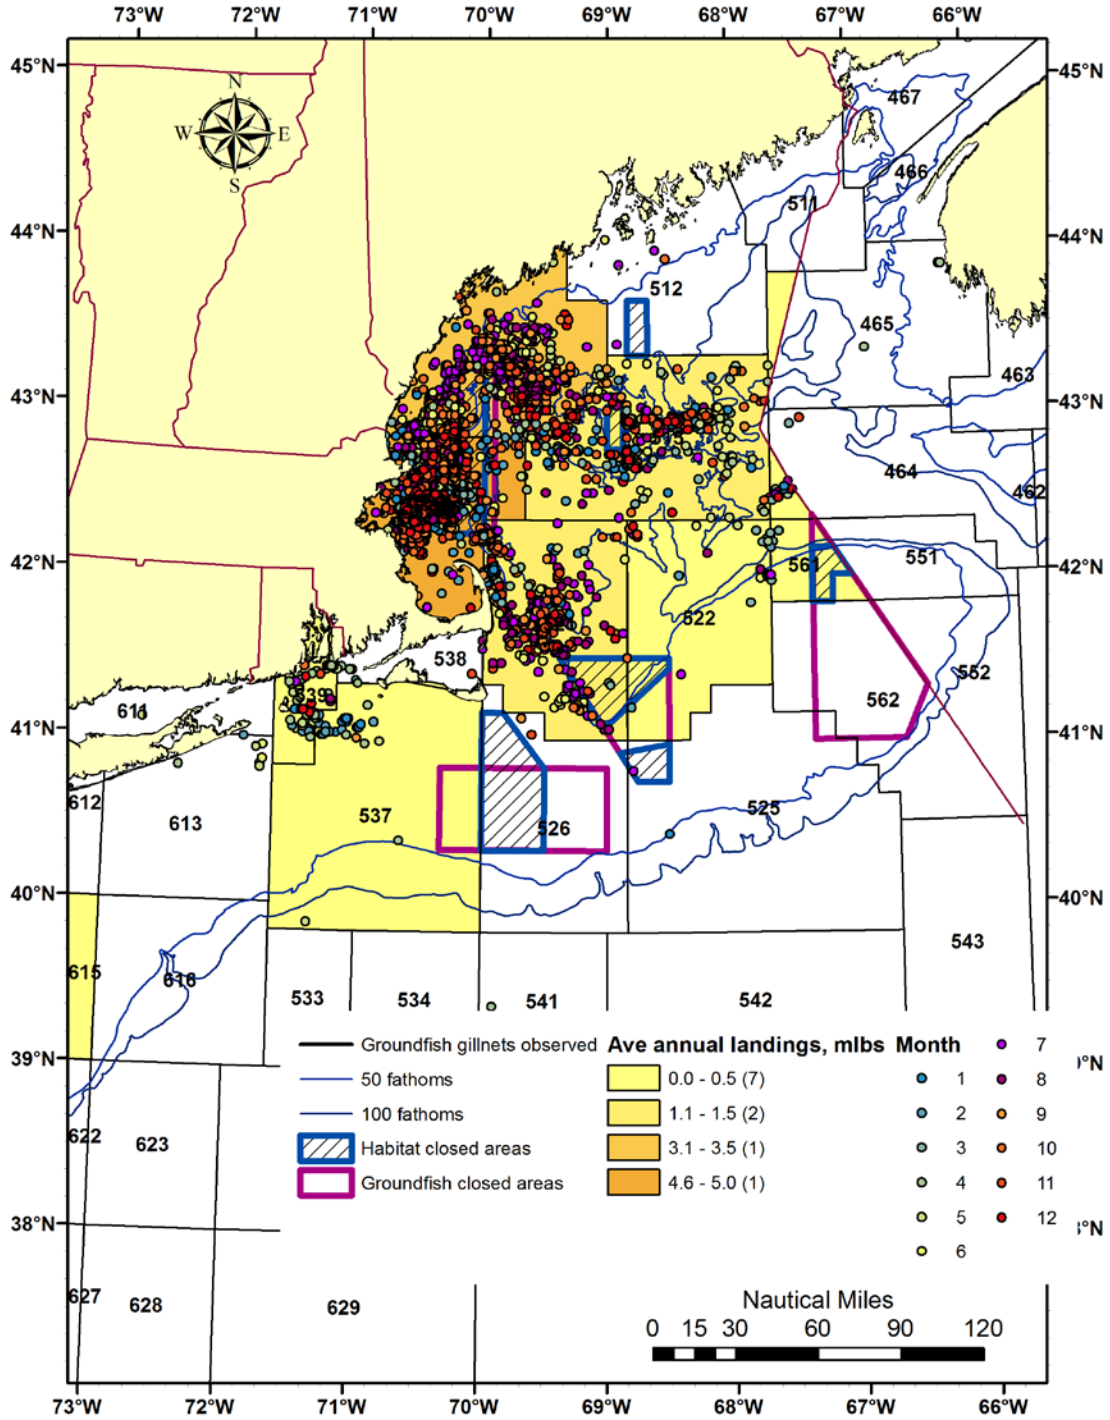 73°W 72°W 71°W 70°W 69°W 68°W 67°W 66°W
45°N 45°N
N
W E
S
467
466
511
44°N 44°N
512
465
463
43°N 43°N
464
462
42°N 551 42°N
561
522
538
552
539
611
562
41°N 41°N
612
613 537 526 525
40°N 40°N
543
615 616
533 534 541 542
39°N 9°N
Groundfish gillnets observed
50 fathoms
100 fathoms
Habitat closed areas
Groundfish closed areas
Ave annual landings, mlbs
0.0 - 0.5 (7)
1.1 - 1.5 (2)
3.1 - 3.5 (1)
4.6 - 5.0 (1)
Month
1
2
3
4
5
6
7
8
9
10
11
12
622 623
38°N 3°N
627 628 629
Nautical Miles
0 15 30 60 90 120
73°W 72°W 71°W 70°W 69°W 68°W 67°W 66°W